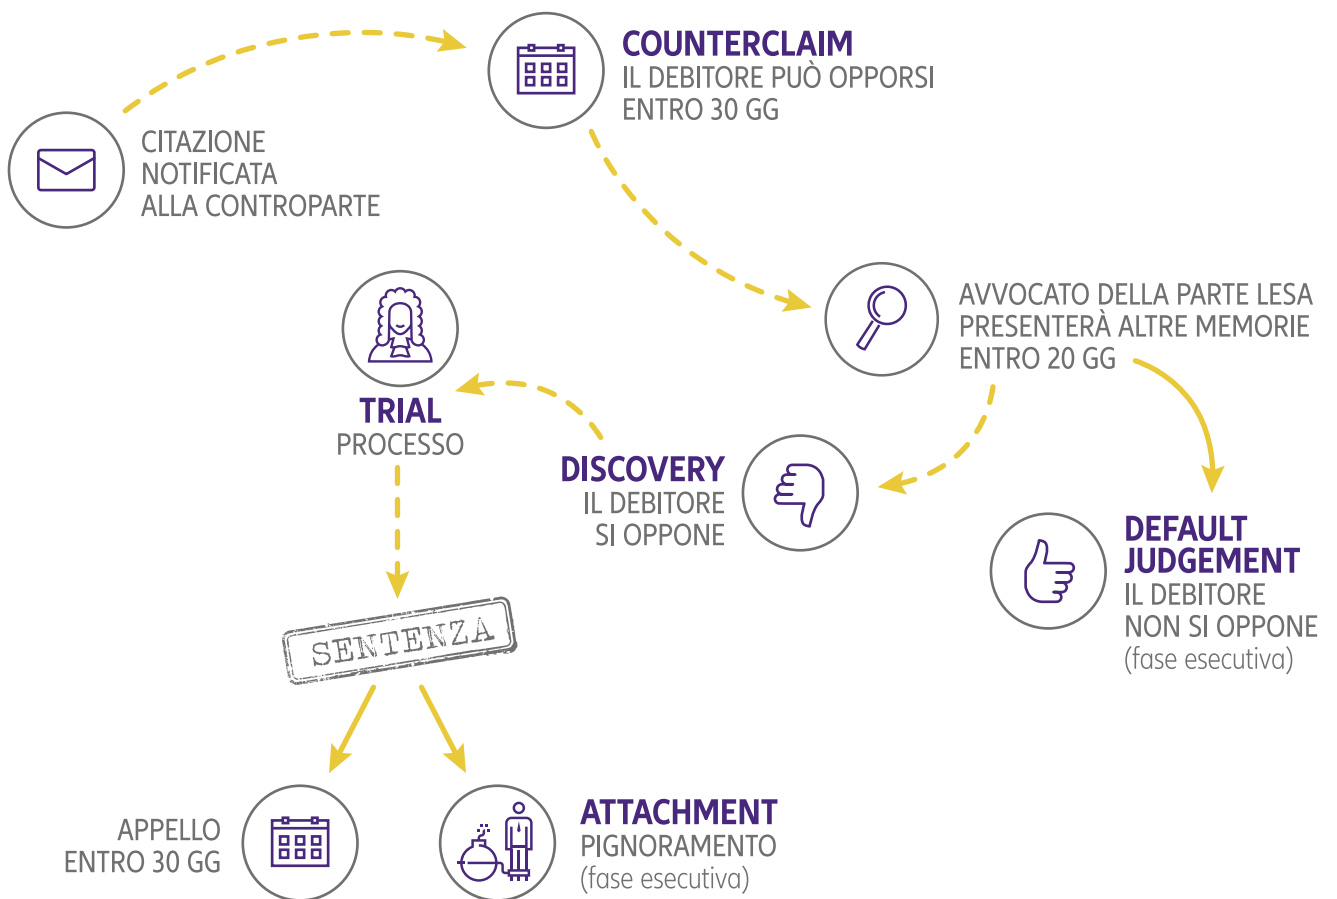 COUNTERCLAIM
IL DEBITORE PUÒ OPPORSI
ENTRO 30 GG
CITAZIONE
NOTIFICATA
ALLA CONTROPARTE
AVVOCATO DELLA PARTE LESA
PRESENTERÀ ALTRE MEMORIE
ENTRO 20 GG
TRIAL
PROCESSO
DISCOVERY
IL DEBITORE
SI OPPONE
DEFAULT
JUDGEMENT
IL DEBITORE
NON SI OPPONE
(fase esecutiva)
SENTENZA
APPELLO
ENTRO 30 GG
ATTACHMENT
PIGNORAMENTO
(fase esecutiva)